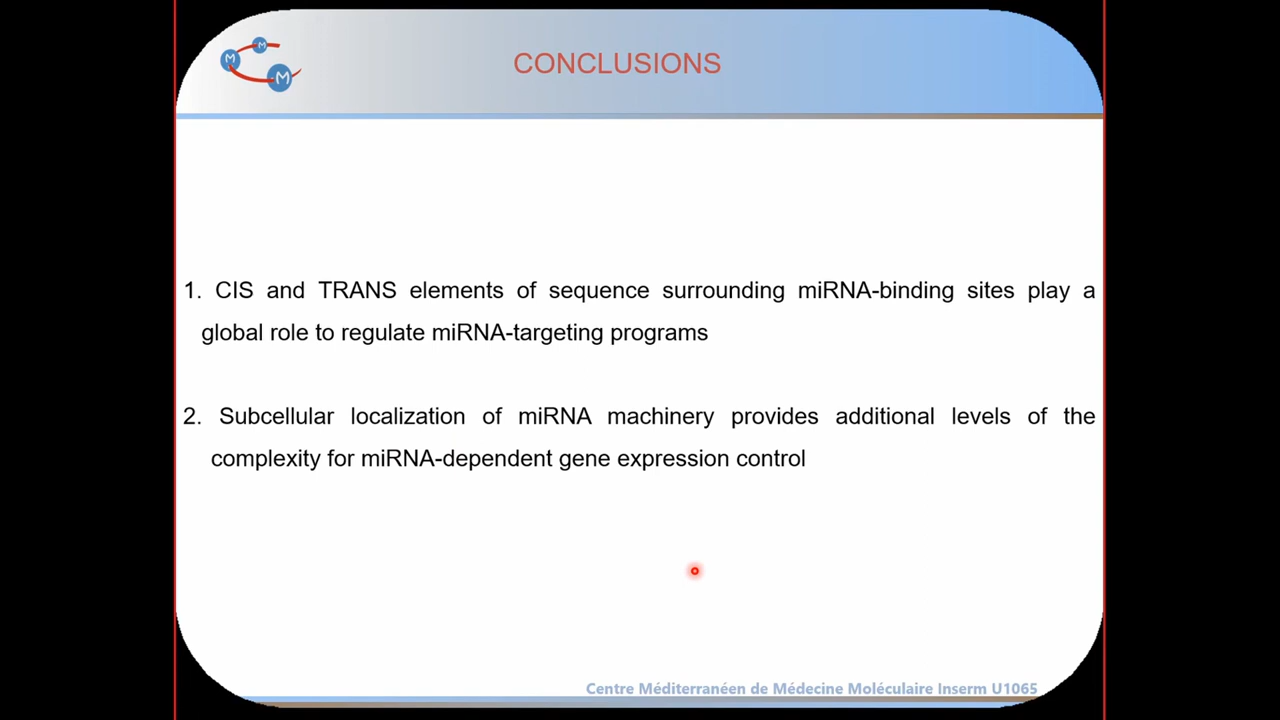 M
M
M
CONCLUSIONS
1. CIS and TRANS elements of sequence surrounding miRNA-binding sites play a
global role to regulate miRNA-targeting programs
2. Subcellular localization of miRNA machinery provides additional levels of the
complexity for miRNA-dependent gene expression control
Centre Méditerranéen de Médecine Moléculaire Inserm U1065